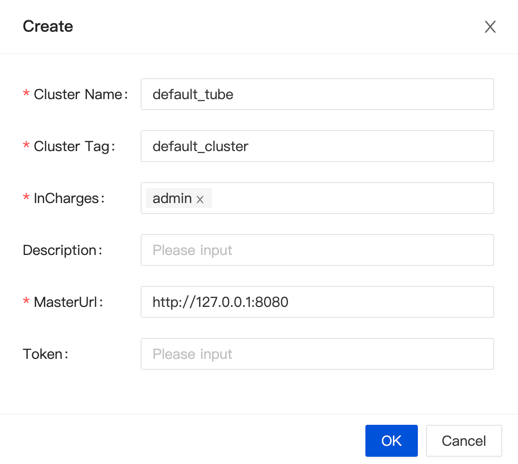 Create
* Cluster Name: default_tube
* Cluster Tag: default_cluster
* InCharges: admin ×
Description: Please input
* MasterUrl: http://127.0.0.1:8080
Token: Please input
OK Cancel